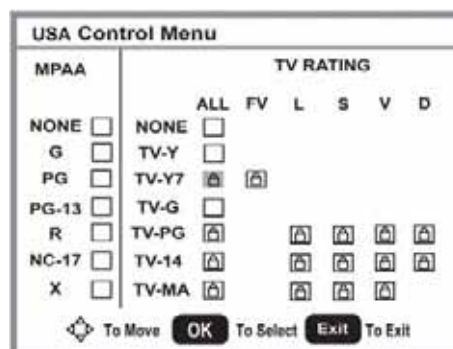 USA Control Menu
MPAA
TV RATING
ALL FV L S V D
NONE NONE
G TV-Y
PG TV-Y7
PG-13 TV-G
R TV-PG
NC-17 TV-14
X TV-MA
To Move OK To Select Exit To Exit